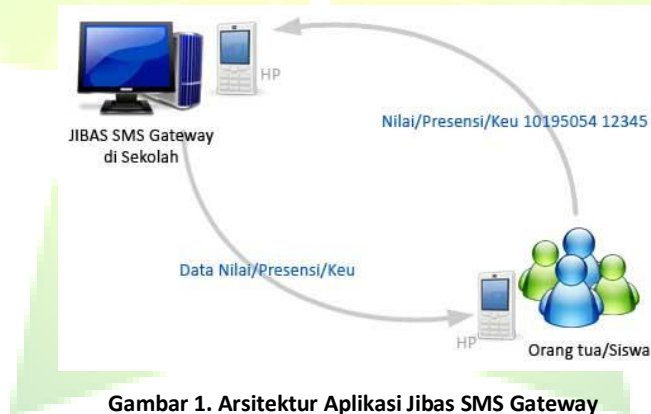 HP
Nilai/Presensi/Keu 10195054 12345
JIBAS SMS Gateway
di Sekolah
Data Nilai/Presensi/Keu
HP
Orang tua/Siswa
Gambar 1. Arsitektur Aplikasi Jibas SMS Gateway